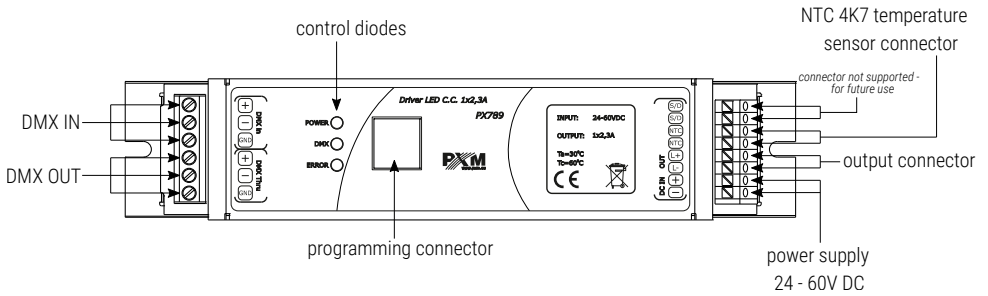 NTC 4K7 temperature
sensor connector
control diodes
connector not supported -
for future use
DMX IN
DMX OUT
+
−
GND
DMX In
+
−
GND
DMX Thru
POWER
DMX
ERROR
Driver LED C.C. 1x2,3A
PX789
PXM
INPUT: 24-60VDC
OUTPUT: 1x2,3A
Ta=30°C
Tc=60°C
CE
S/D
S/D
NTC
NTC
L+
L-
+
−
OUT
DC IN
output connector
programming connector
power supply
24 - 60V DC